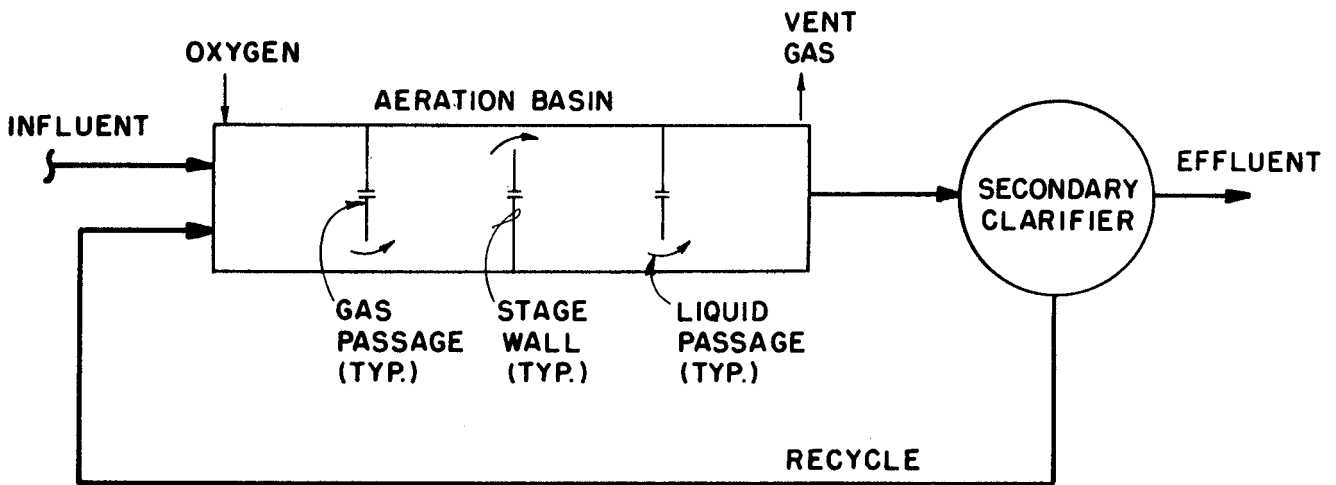 OXYGEN
VENT
GAS
AERATION BASIN
INFLUENT
EFFLUENT
SECONDARY
CLARIFIER
GAS
PASSAGE
(TYP.)
STAGE
WALL
(TYP.)
LIQUID
PASSAGE
(TYP.)
RECYCLE